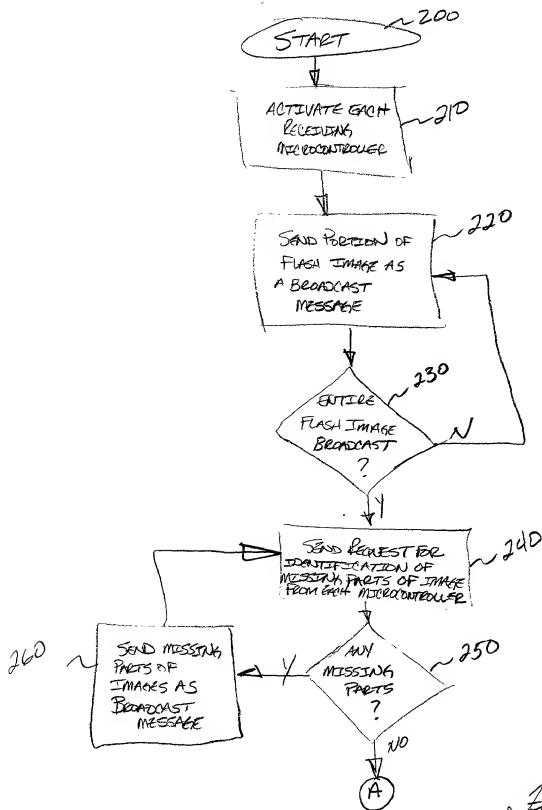 200
START
ACTIVATE EACH
RECEIVING
MICROCONTROLLER
210
SEND PORTION OF
FLASH IMAGE AS
A BROADCAST
MESSAGE
220
230
ENTIRE
FLASH IMAGE
BROADCAST
?
N
Y
SEND REQUEST FOR
IDENTIFICATION OF
MISSING PARTS OF IMAGE
FROM EACH MICROCONTROLLER
240
260
SEND MISSING
PARTS OF
IMAGES AS
BROADCAST
MESSAGE
Y
ANY
MISSING
PARTS
?
250
NO
A